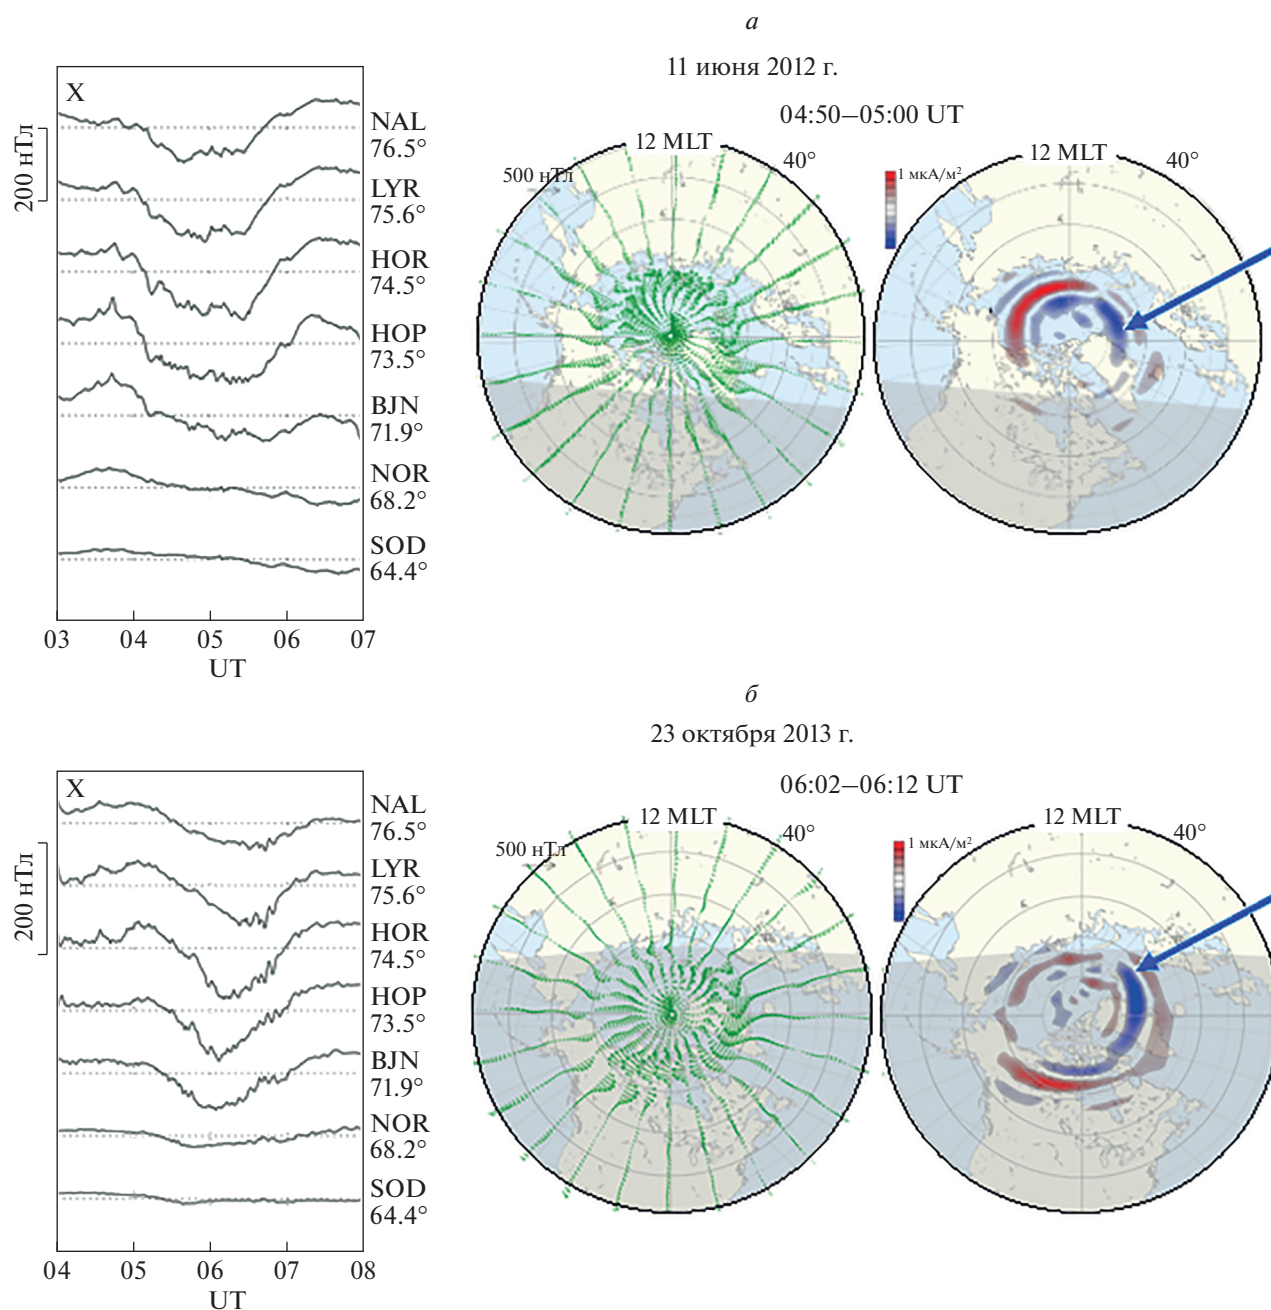 а
11 июня 2012 г.
04:50–05:00 UT
X
200 нТл
NAL
76.5°
LYR
75.6°
HOR
74.5°
HOP
73.5°
BJN
71.9°
NOR
68.2°
SOD
64.4°
03 04 05 06 07
UT
12 MLT
40°
500 нТл
12 MLT
40°
1 мкА/м²
б
23 октября 2013 г.
06:02–06:12 UT
X
200 нТл
NAL
76.5°
LYR
75.6°
HOR
74.5°
HOP
73.5°
BJN
71.9°
NOR
68.2°
SOD
64.4°
04 05 06 07 08
UT
12 MLT
40°
500 нТл
12 MLT
40°
1 мкА/м²